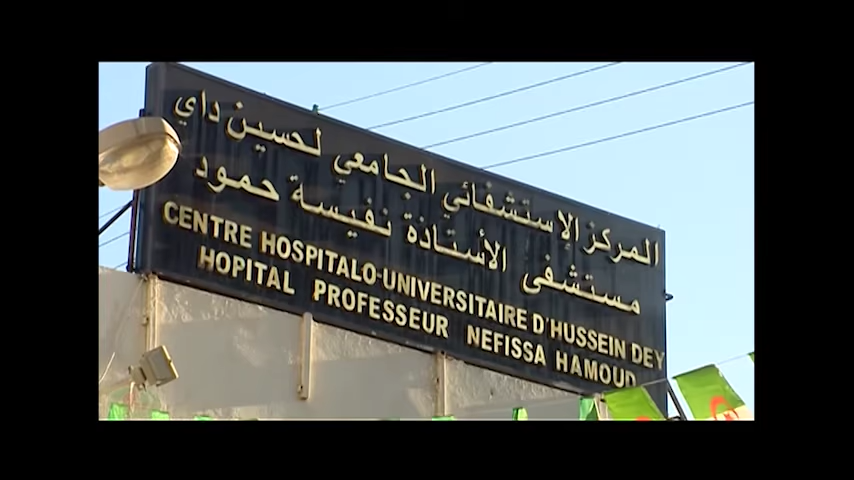 المركز الإستشفائي الجامعي لحسين داي
مستشفى الأستاذة نفيسة حمود
CENTRE HOSPITALO-UNIVERSITAIRE D'HUSSEIN DEY
HOPITAL PROFESSEUR NEFISSA HAMOUD